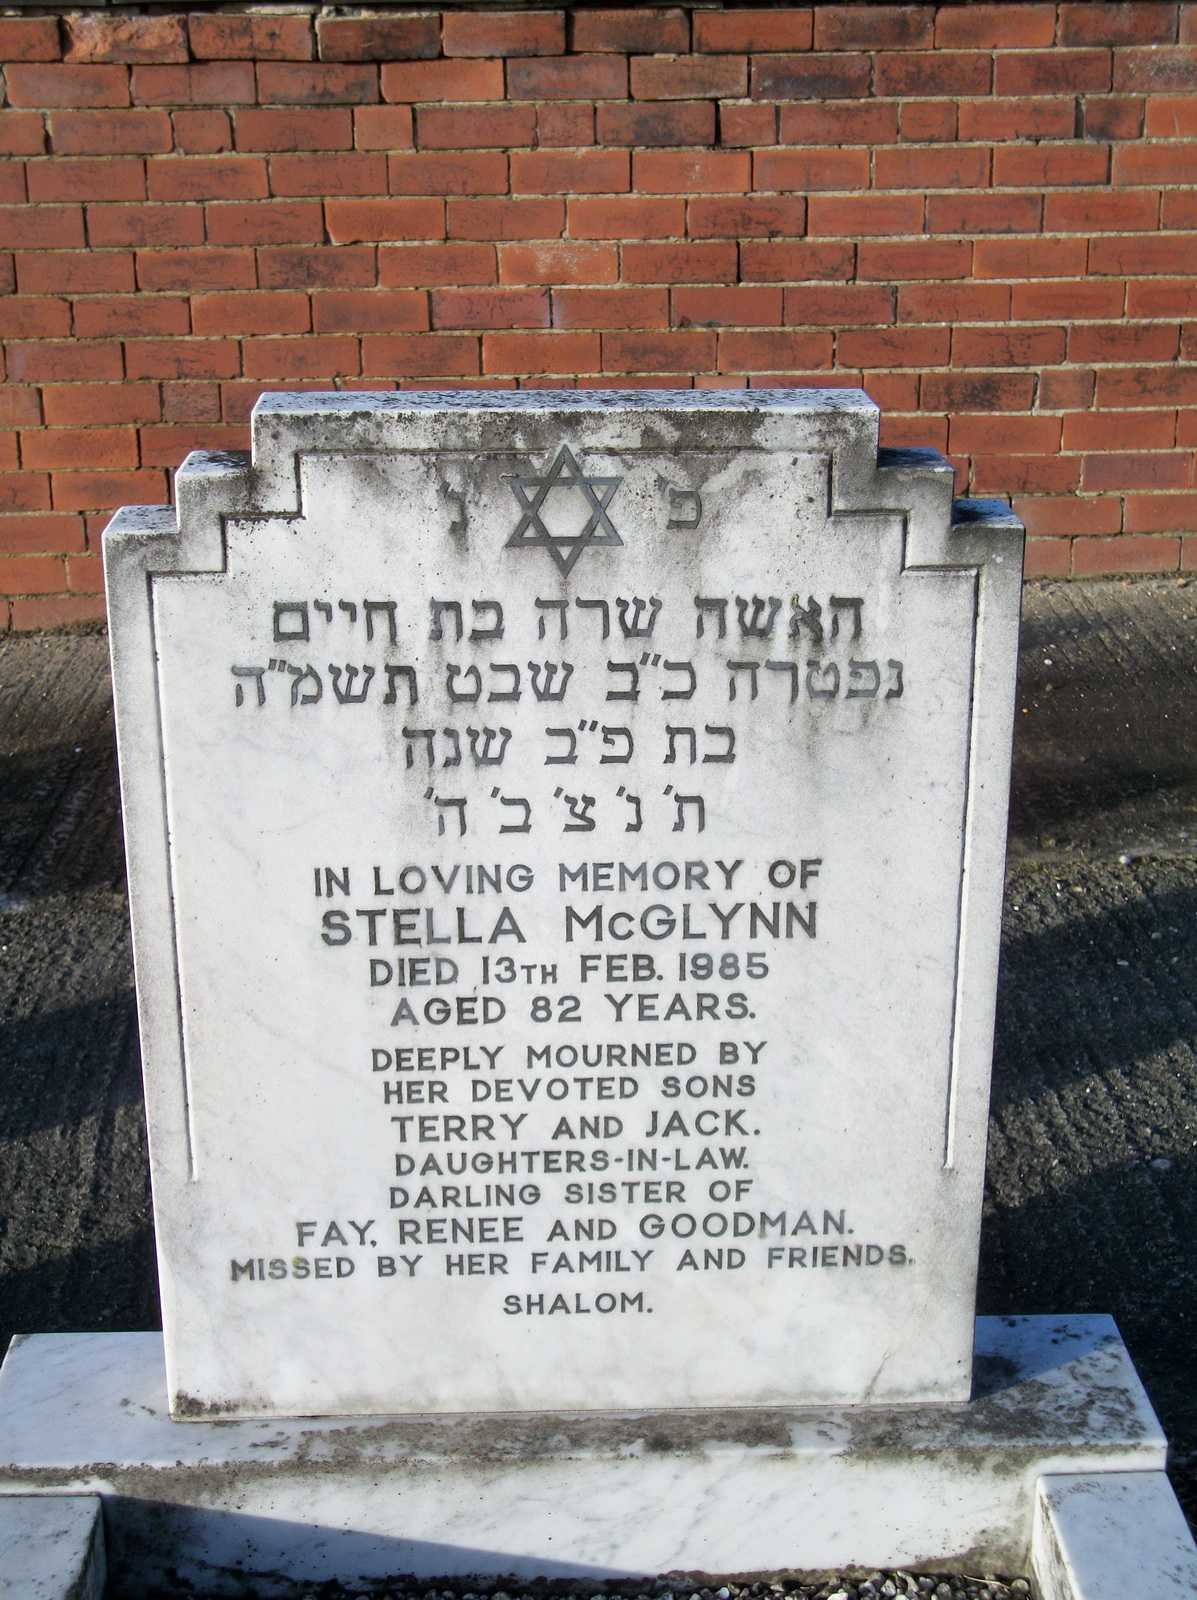 פ' נ'
האשה שרה בת חיים
נפטרה כ"ב שבט תשמ"ה
בת פ"ב שנה
ת' נ' צ' ב' ה'
IN LOVING MEMORY OF
STELLA McGLYNN
DIED 13TH FEB. 1985
AGED 82 YEARS.
DEEPLY MOURNED BY
HER DEVOTED SONS
TERRY AND JACK.
DAUGHTERS-IN-LAW.
DARLING SISTER OF
FAY, RENEE AND GOODMAN.
MISSED BY HER FAMILY AND FRIENDS.
SHALOM.